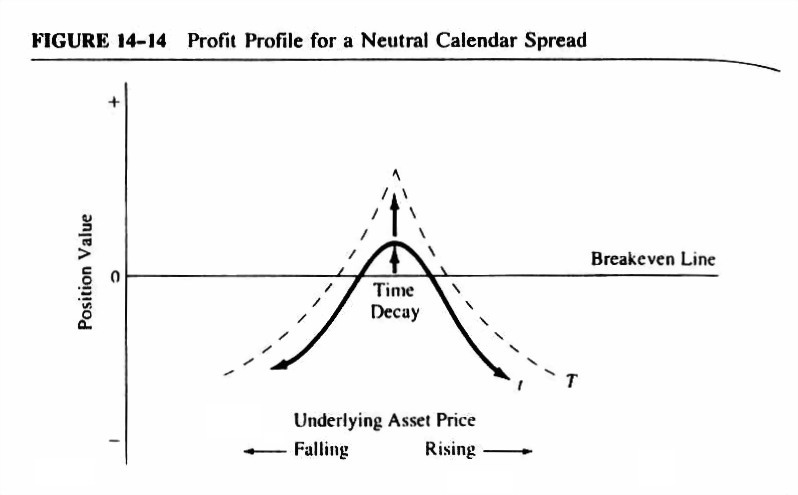 FIGURE 14–14 Profit Profile for a Neutral Calendar Spread
+
Position Value
Breakeven Line
0
Time
Decay
t
T
Underlying Asset Price
Falling
Rising
−